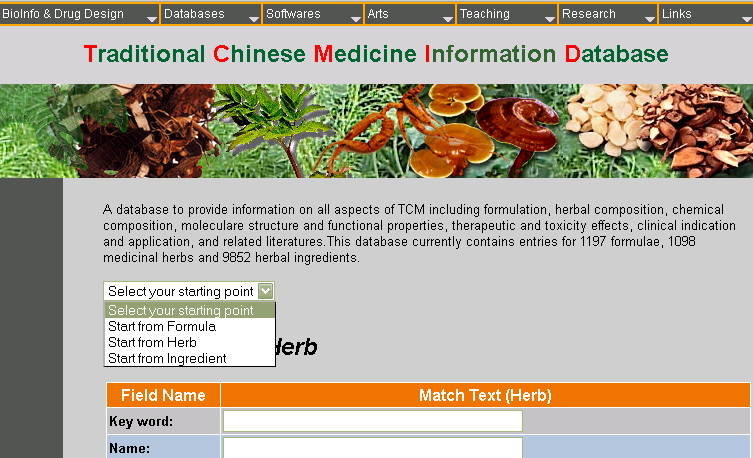 BioInfo & Drug Design Databases Softwares Arts Teaching Research Links
Traditional Chinese Medicine Information Database
A database to provide information on all aspects of TCM including formulation, herbal composition, chemical
composition, moleculare structure and functional properties, therapeutic and toxicity effects, clinical indication
and application, and related literatures.This database currently contains entries for 1197 formulae, 1098
medicinal herbs and 9852 herbal ingredients.
Select your starting point
Select your starting point
Start from Formula
Start from Herb
Start from Ingredient
Herb
Field Name Match Text (Herb)
Key word:
Name: